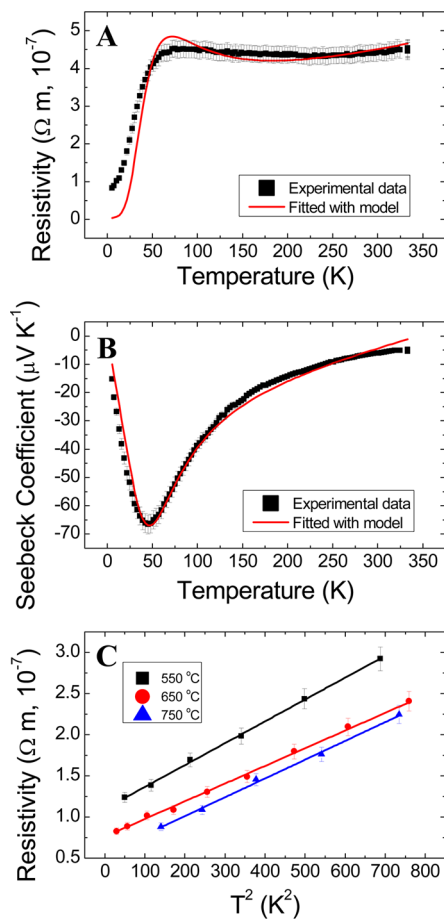 A
Resistivity (Ω m, 10⁻⁷)
5
4
3
2
1
0
Experimental data
Fitted with model
0 50 100 150 200 250 300 350
Temperature (K)
B
Seebeck Coefficient (μV K⁻¹)
0
-10
-20
-30
-40
-50
-60
-70
Experimental data
Fitted with model
0 50 100 150 200 250 300 350
Temperature (K)
C
Resistivity (Ω m, 10⁻⁷)
3.0
2.5
2.0
1.5
1.0
0.5
550 °C
650 °C
750 °C
0 100 200 300 400 500 600 700 800
T² (K²)